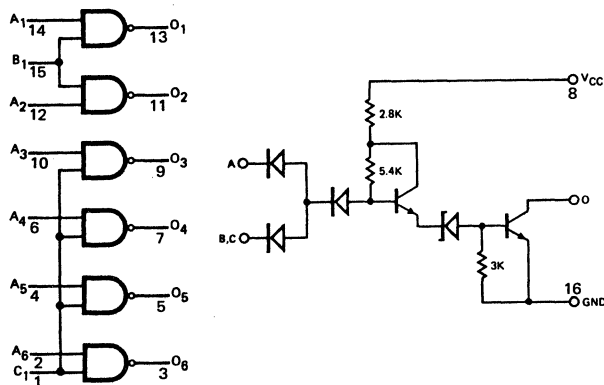 A1
14
O1
13
B1
15
A2
12
O2
11
A3
10
O3
9
A4
6
O4
7
A5
4
O5
5
A6
2
O6
3
C1
1
VCC
8
2.8K
5.4K
A
B,C
O
3K
16
GND